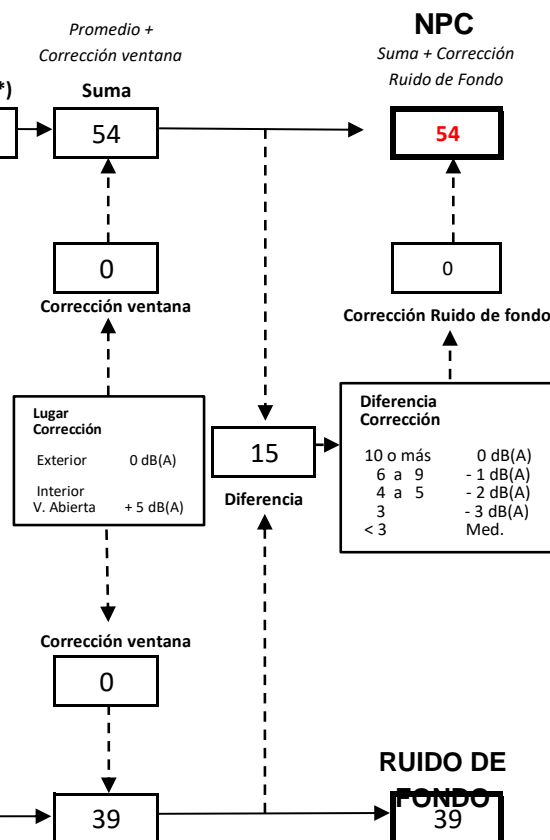 Promedio +
Corrección ventana
NPC
Suma + Corrección
Ruido de Fondo
*)
Suma
54
54
0
0
Corrección ventana
Corrección Ruido de fondo
Lugar
Corrección
Exterior 0 dB(A)
Interior
V. Abierta + 5 dB(A)
15
Diferencia
Diferencia
Corrección
10 o más 0 dB(A)
6 a 9 - 1 dB(A)
4 a 5 - 2 dB(A)
3 - 3 dB(A)
< 3 Med.
Corrección ventana
0
RUIDO DE
FONDO
39
39